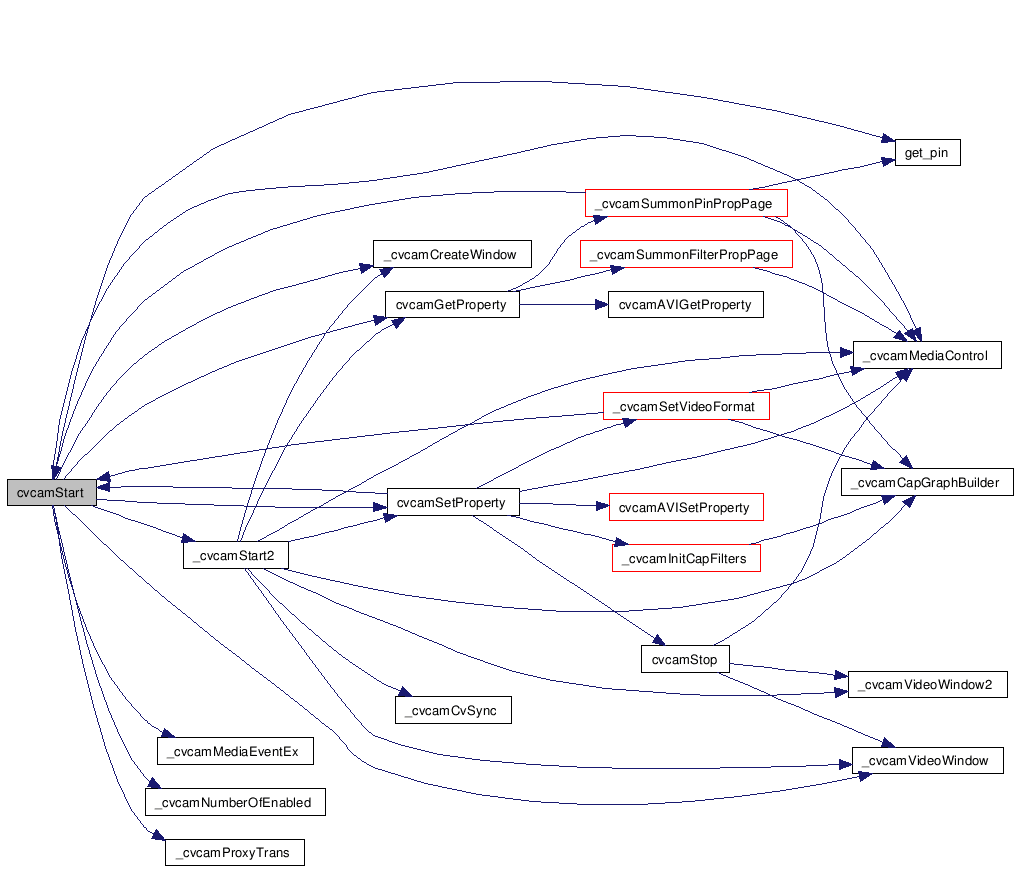 get_pin
_cvcamSummonPinPropPage
_cvcamCreateWindow
_cvcamSummonFilterPropPage
cvcamGetProperty
cvcamAVIGetProperty
_cvcamMediaControl
_cvcamSetVideoFormat
_cvcamCapGraphBuilder
cvcamStart
cvcamSetProperty
cvcamAVISetProperty
_cvcamStart2
_cvcamInitCapFilters
cvcamStop
_cvcamVideoWindow2
_cvcamCvSync
_cvcamMediaEventEx
_cvcamVideoWindow
_cvcamNumberOfEnabled
_cvcamProxyTrans